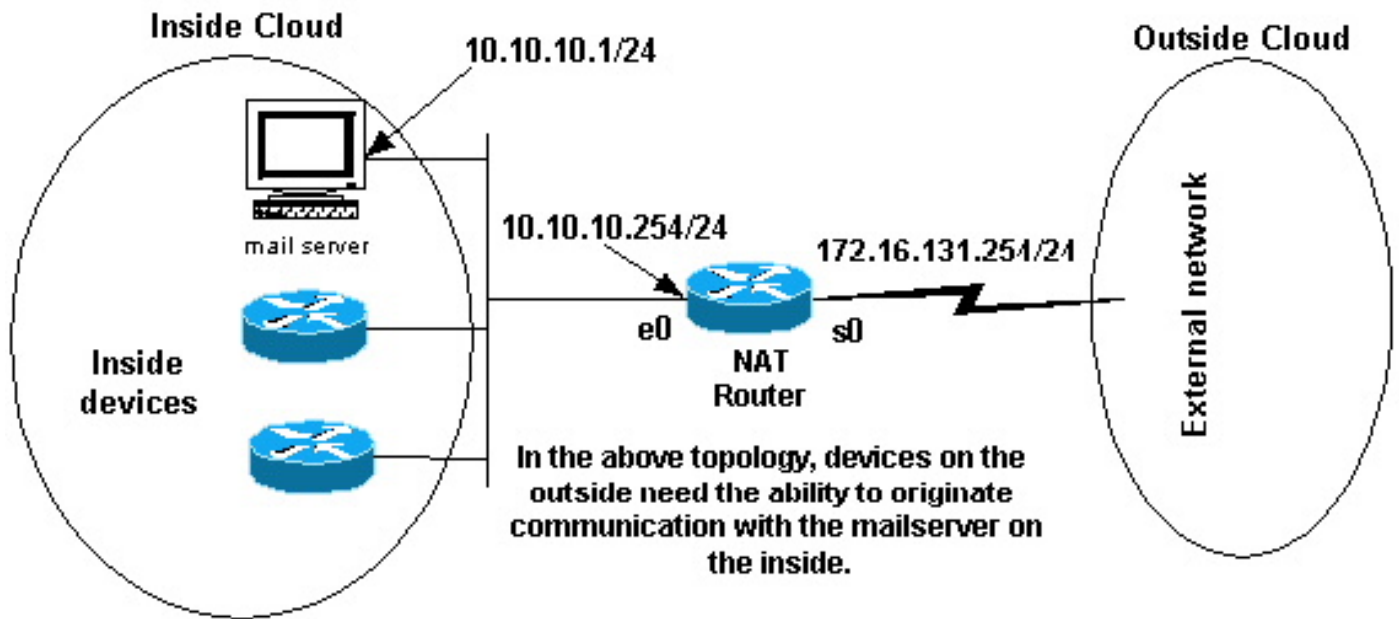 Inside Cloud
10.10.10.1/24
Outside Cloud
mail server
10.10.10.254/24
172.16.131.254/24
e0
s0
NAT
Router
Inside
devices
External network
In the above topology, devices on the
outside need the ability to originate
communication with the mailserver on
the inside.